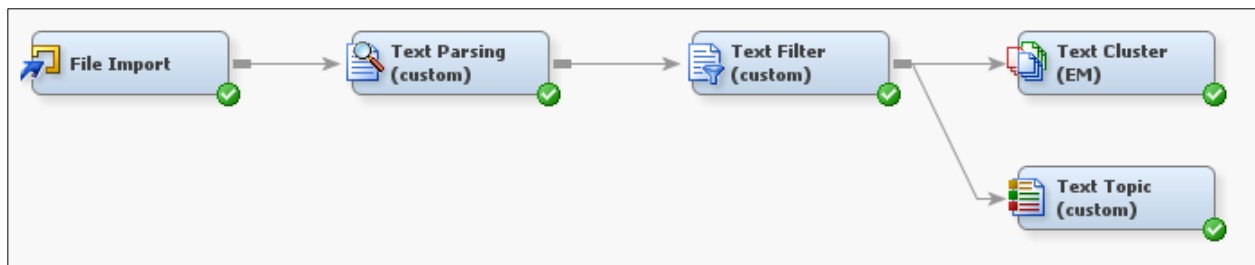 File Import
Text Parsing
(custom)
Text Filter
(custom)
Text Cluster
(EM)
Text Topic
(custom)